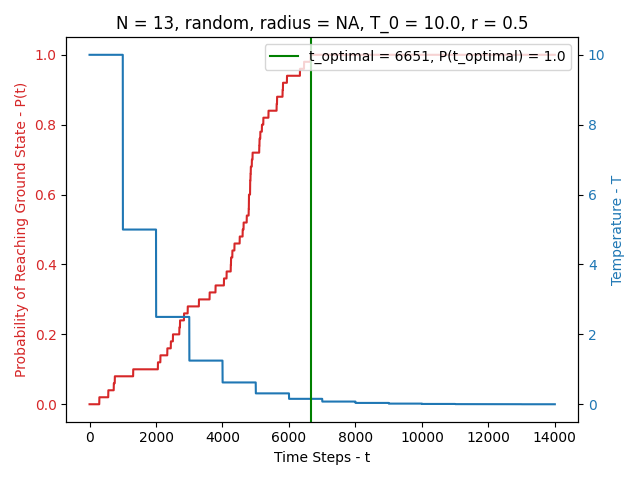 N = 13, random, radius = NA, T_0 = 10.0, r = 0.5
t_optimal = 6651, P(t_optimal) = 1.0
Probability of Reaching Ground State - P(t)
1.0
0.8
0.6
0.4
0.2
0.0
10
8
6
4
2
0
Temperature - T
0 2000 4000 6000 8000 10000 12000 14000
Time Steps - t